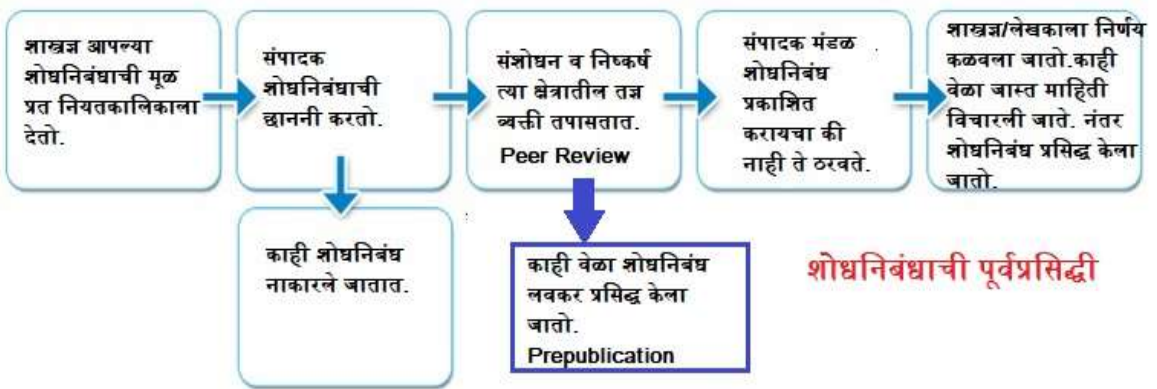 शास्त्रज्ञ आपल्या
शोधनिबंधाची मूळ
प्रत नियतकालिकाला
देतो.
संपादक
शोधनिबंधाची
छाननी करतो.
संशोधन व निष्कर्ष
त्या क्षेत्रातील तज्ञ
व्यक्ती तपासतात.
Peer Review
संपादक मंडळ
शोधनिबंध
प्रकाशित
करायचा की
नाही ते ठरवते.
शास्त्रज्ञ/लेखकाला निर्णय
कळवला जातो.काही
वेळा जास्त माहिती
विचारली जाते. नंतर
शोधनिबंध प्रसिद्ध केला
जातो.
काही शोधनिबंध
नाकारले जातात.
काही वेळा शोधनिबंध
लवकर प्रसिद्ध केला
जातो.
Prepublication
शोधनिबंधाची पूर्वप्रसिद्धी